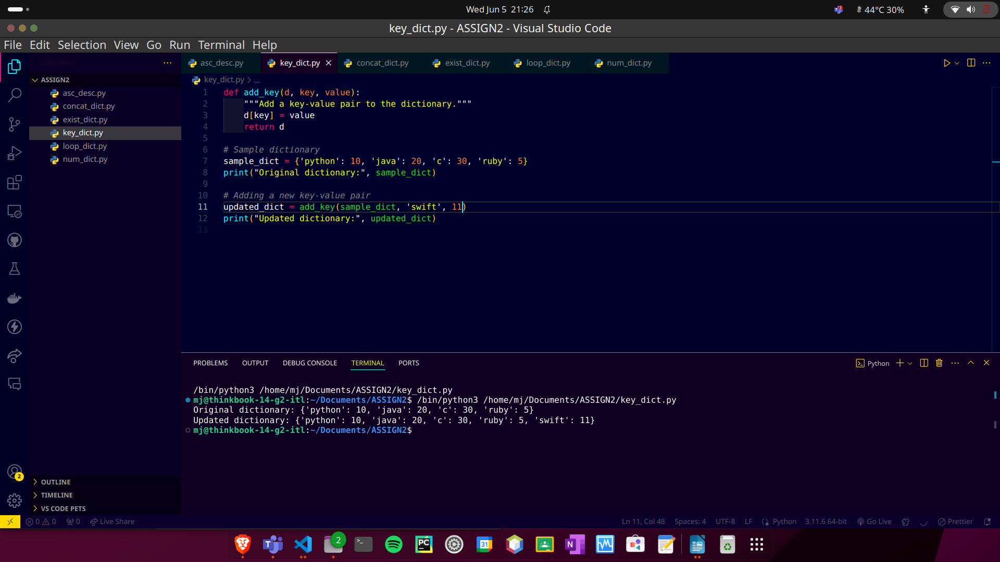 Wed Jun 5 21:26
44°C 30%
key_dict.py - ASSIGN2 - Visual Studio Code
File Edit Selection View Go Run Terminal Help
EXPLORER
ASSIGN2
asc_desc.py
concat_dict.py
exist_dict.py
key_dict.py
loop_dict.py
num_dict.py
OUTLINE
TIMELINE
VS CODE PETS
asc_desc.py key_dict.py concat_dict.py exist_dict.py loop_dict.py num_dict.py
key_dict.py > ...
1 def add_key(d, key, value):
2     """Add a key-value pair to the dictionary."""
3     d[key] = value
4     return d
5
6 # Sample dictionary
7 sample_dict = {'python': 10, 'java': 20, 'c': 30, 'ruby': 5}
8 print("Original dictionary:", sample_dict)
9
10 # Adding a new key-value pair
11 updated_dict = add_key(sample_dict, 'swift', 11)
12 print("Updated dictionary:", updated_dict)
13
PROBLEMS OUTPUT DEBUG CONSOLE TERMINAL PORTS
Python
/bin/python3 /home/mj/Documents/ASSIGN2/key_dict.py
mj@thinkbook-14-g2-itl:~/Documents/ASSIGN2$ /bin/python3 /home/mj/Documents/ASSIGN2/key_dict.py
Original dictionary: {'python': 10, 'java': 20, 'c': 30, 'ruby': 5}
Updated dictionary: {'python': 10, 'java': 20, 'c': 30, 'ruby': 5, 'swift': 11}
mj@thinkbook-14-g2-itl:~/Documents/ASSIGN2$
2
0 0 0 Live Share
Ln 11, Col 48 Spaces: 4 UTF-8 LF Python 3.11.6 64-bit Go Live Prettier
T 2 >_ PC 31 N